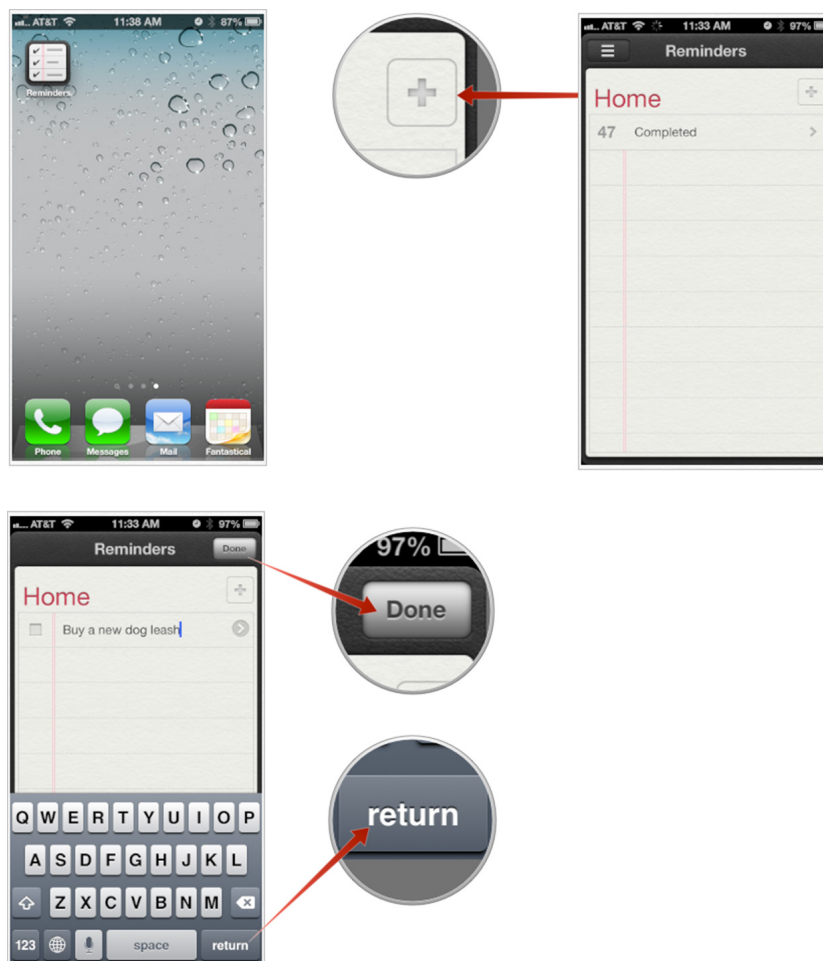 AT&T 11:38 AM 87%
Reminders
Phone Messages Mail Fantastical
AT&T 11:33 AM 97%
Reminders
Home
47 Completed
AT&T 11:33 AM 97%
Reminders Done
Home
Buy a new dog leash
Q W E R T Y U I O P
A S D F G H J K L
Z X C V B N M
123 space return
97%
Done
return